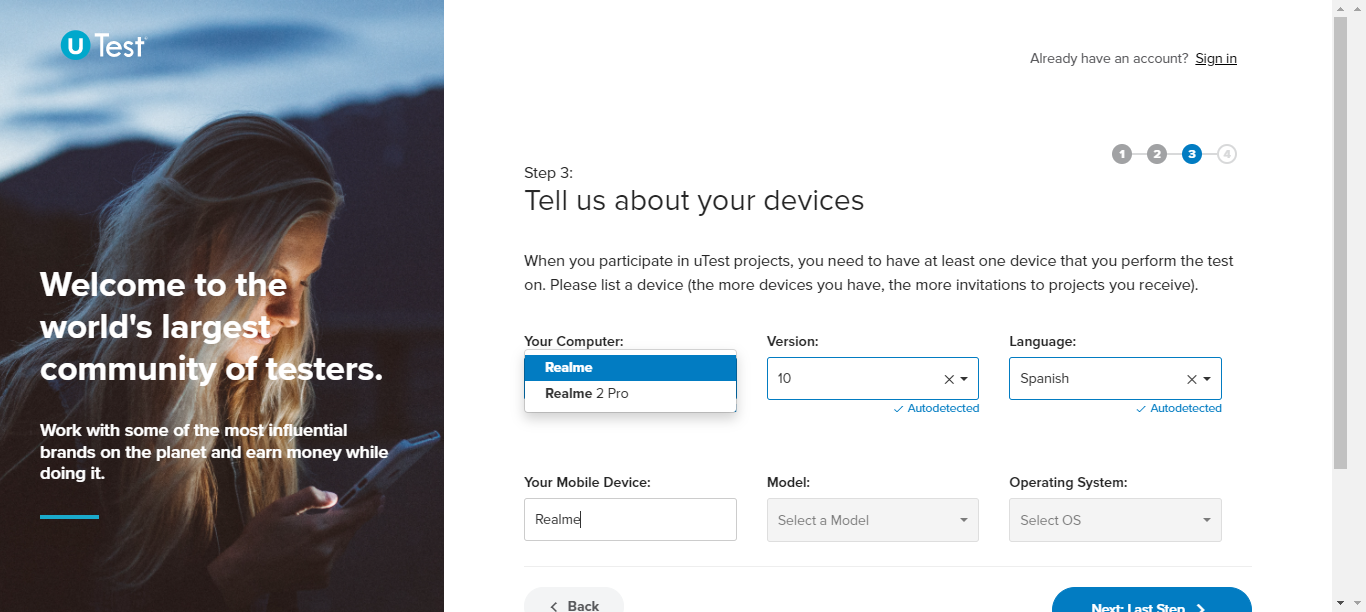 U Test
Already have an account? Sign in
1 2 3 4
Step 3:
Tell us about your devices
When you participate in uTest projects, you need to have at least one device that you perform the test
on. Please list a device (the more devices you have, the more invitations to projects you receive).
Welcome to the
world's largest
community of testers.
Work with some of the most influential
brands on the planet and earn money while
doing it.
Your Computer:
Realme
Realme 2 Pro
Version:
10
Autodetected
Language:
Spanish
Autodetected
Your Mobile Device:
Realme
Model:
Select a Model
Operating System:
Select OS
Back
Next: Last Step